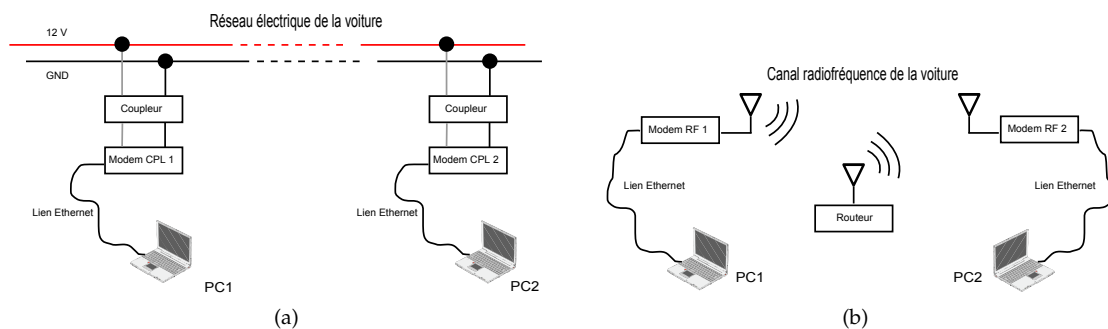 Réseau électrique de la voiture
12 V
GND
Coupleur
Coupleur
Modem CPL 1
Modem CPL 2
Lien Ethernet
Lien Ethernet
PC1
PC2
(a)
Canal radiofréquence de la voiture
Modem RF 1
Modem RF 2
Lien Ethernet
Lien Ethernet
Routeur
PC1
PC2
(b)